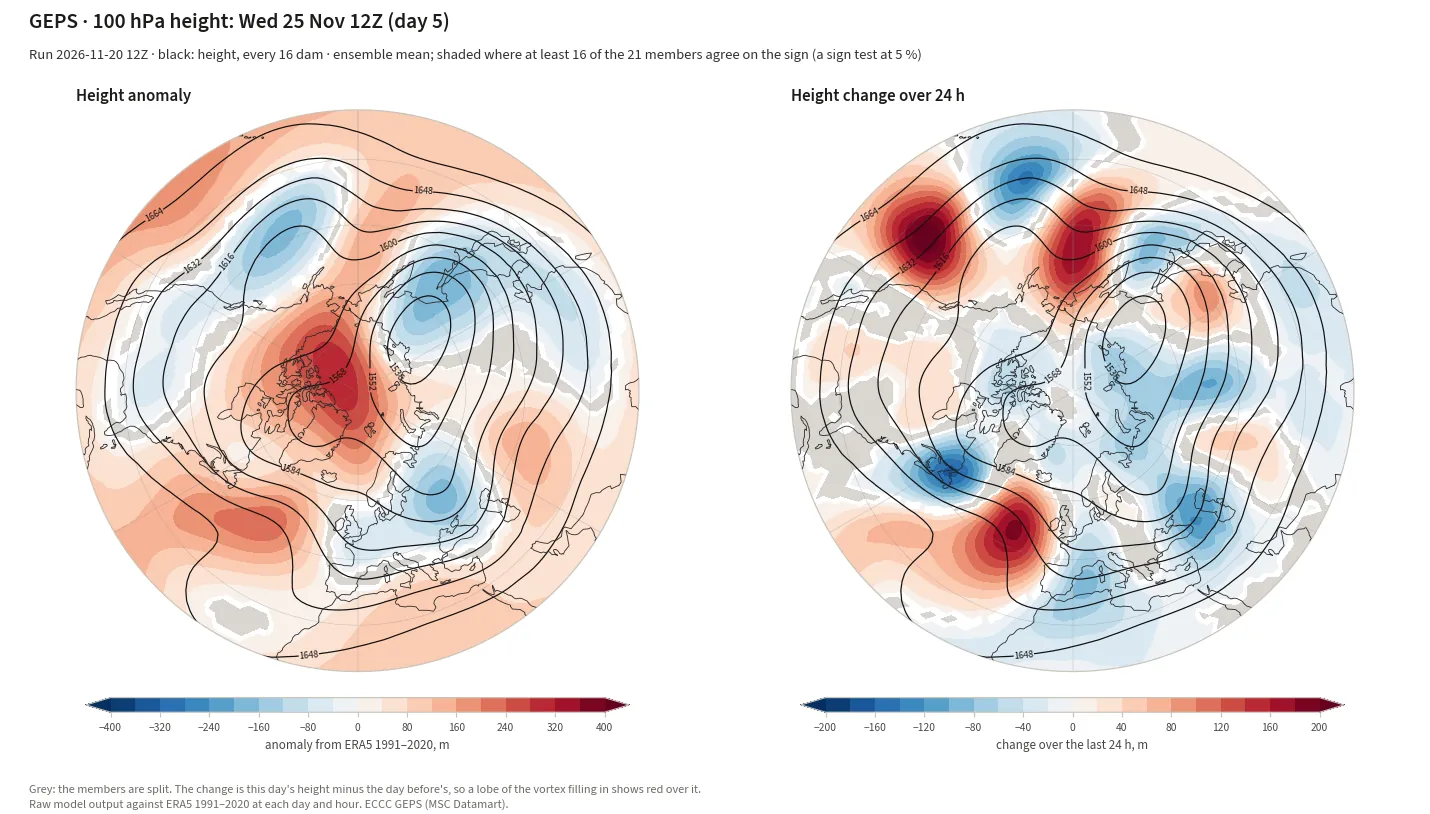 GEPS · 100 hPa height: Wed 25 Nov 12Z (day 5)
Run 2026-11-20 12Z · black: height, every 16 dam · ensemble mean; shaded where at least 16 of the 21 members agree on the sign (a sign test at 5 %)
Height anomaly
Height change over 24 h
1648
1664
1600
1632
1616
1568
1552
1584
1648
1648
1664
1600
1632
1616
1568
1552
1584
1648
−400 −320 −240 −160 −80 0 80 160 240 320 400
anomaly from ERA5 1991–2020, m
−200 −160 −120 −80 −40 0 40 80 120 160 200
change over the last 24 h, m
Grey: the members are split. The change is this day's height minus the day before's, so a lobe of the vortex filling in shows red over it.
Raw model output against ERA5 1991–2020 at each day and hour. ECCC GEPS (MSC Datamart).